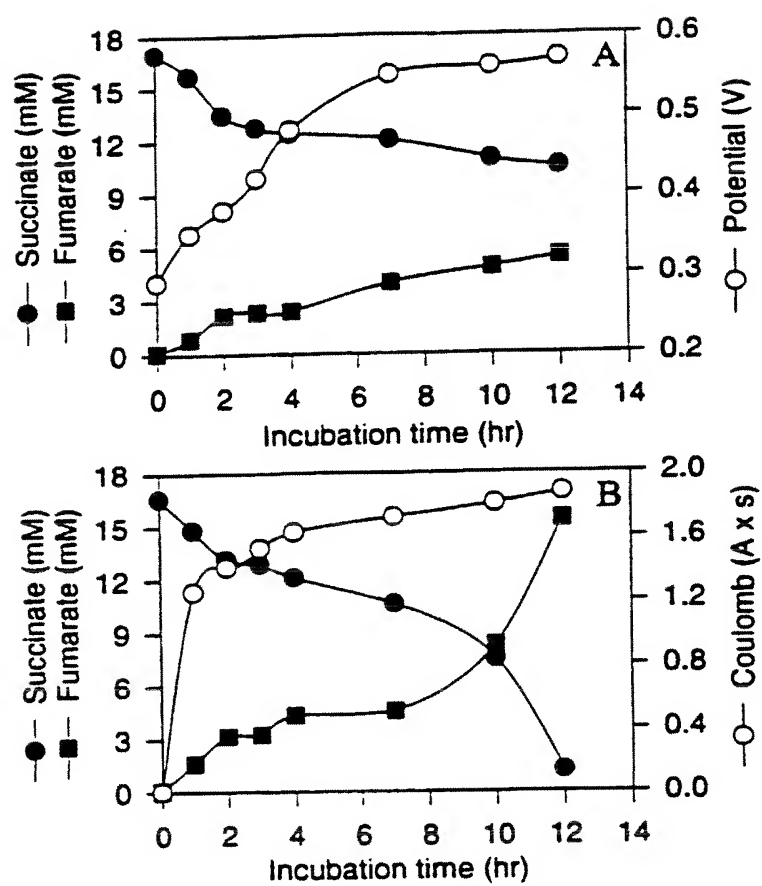 A
Succinate (mM)
Fumarate (mM)
18
15
12
9
6
3
0
0.6
0.5
0.4
0.3
0.2
Potential (V)
0 2 4 6 8 10 12 14
Incubation time (hr)
B
Succinate (mM)
Fumarate (mM)
18
15
12
9
6
3
0
2.0
1.6
1.2
0.8
0.4
0.0
Coulomb (A x s)
0 2 4 6 8 10 12 14
Incubation time (hr)